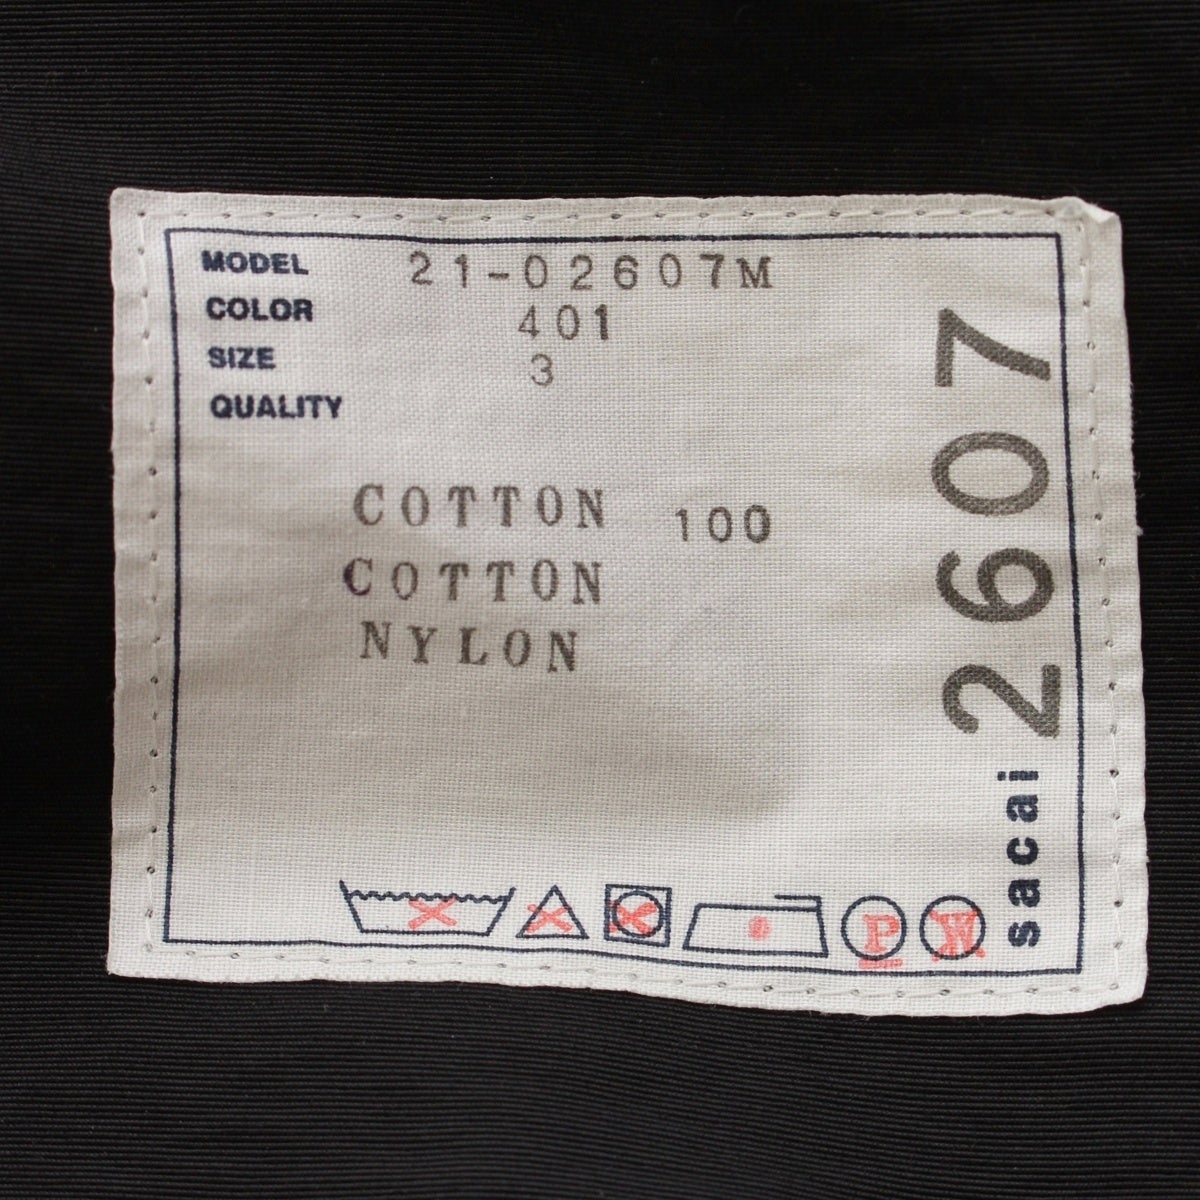 MODEL 21-02607M
COLOR 401
SIZE 3
QUALITY
COTTON 100
COTTON
NYLON
P W
sacai 2607